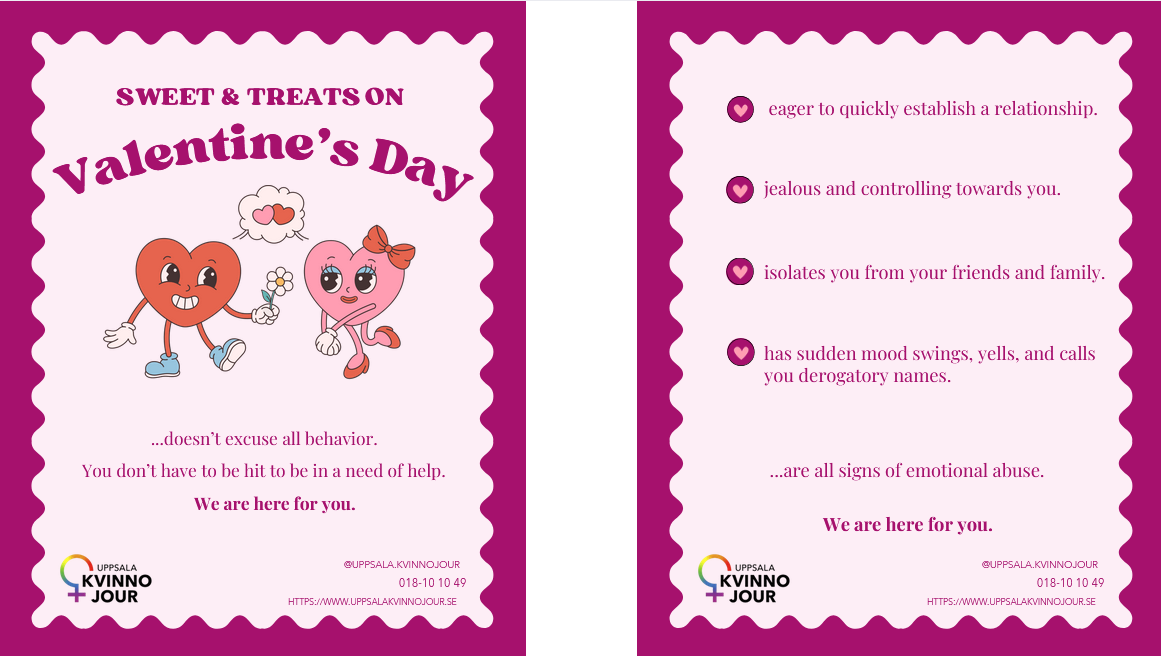 SWEET & TREATS ON
Valentine's Day
...doesn't excuse all behavior.
You don't have to be hit to be in a need of help.
We are here for you.
UPPSALA
KVINNO
JOUR
@UPPSALA.KVINNOJOUR
018-10 10 49
HTTPS://WWW.UPPSALAKVINNOJOUR.SE
eager to quickly establish a relationship.
jealous and controlling towards you.
isolates you from your friends and family.
has sudden mood swings, yells, and calls
you derogatory names.
...are all signs of emotional abuse.
We are here for you.
UPPSALA
KVINNO
JOUR
@UPPSALA.KVINNOJOUR
018-10 10 49
HTTPS://WWW.UPPSALAKVINNOJOUR.SE